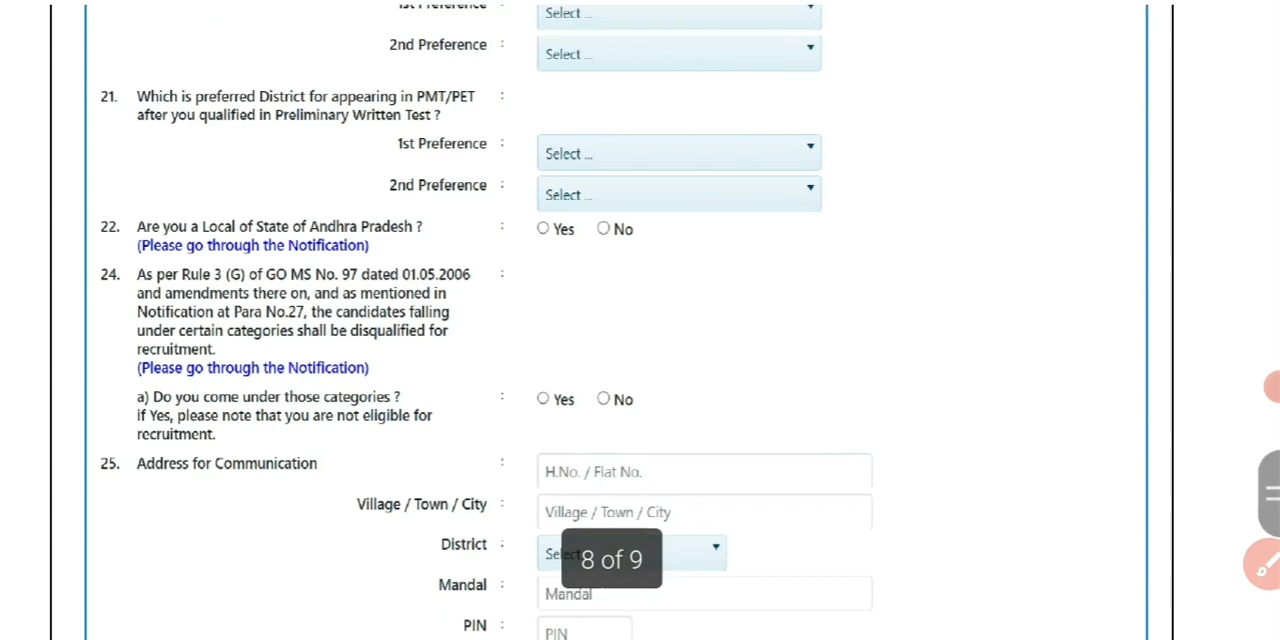 1st Preference : Select ...
2nd Preference : Select ...
21. Which is preferred District for appearing in PMT/PET :
after you qualified in Preliminary Written Test ?
1st Preference : Select ...
2nd Preference : Select ...
22. Are you a Local of State of Andhra Pradesh ? : Yes No
(Please go through the Notification)
24. As per Rule 3 (G) of GO MS No. 97 dated 01.05.2006 :
and amendments there on, and as mentioned in
Notification at Para No.27, the candidates falling
under certain categories shall be disqualified for
recruitment.
(Please go through the Notification)
a) Do you come under those categories ? : Yes No
if Yes, please note that you are not eligible for
recruitment.
25. Address for Communication : H.No. / Flat No.
Village / Town / City : Village / Town / City
District :
8 of 9
Mandal : Mandal
PIN : PIN